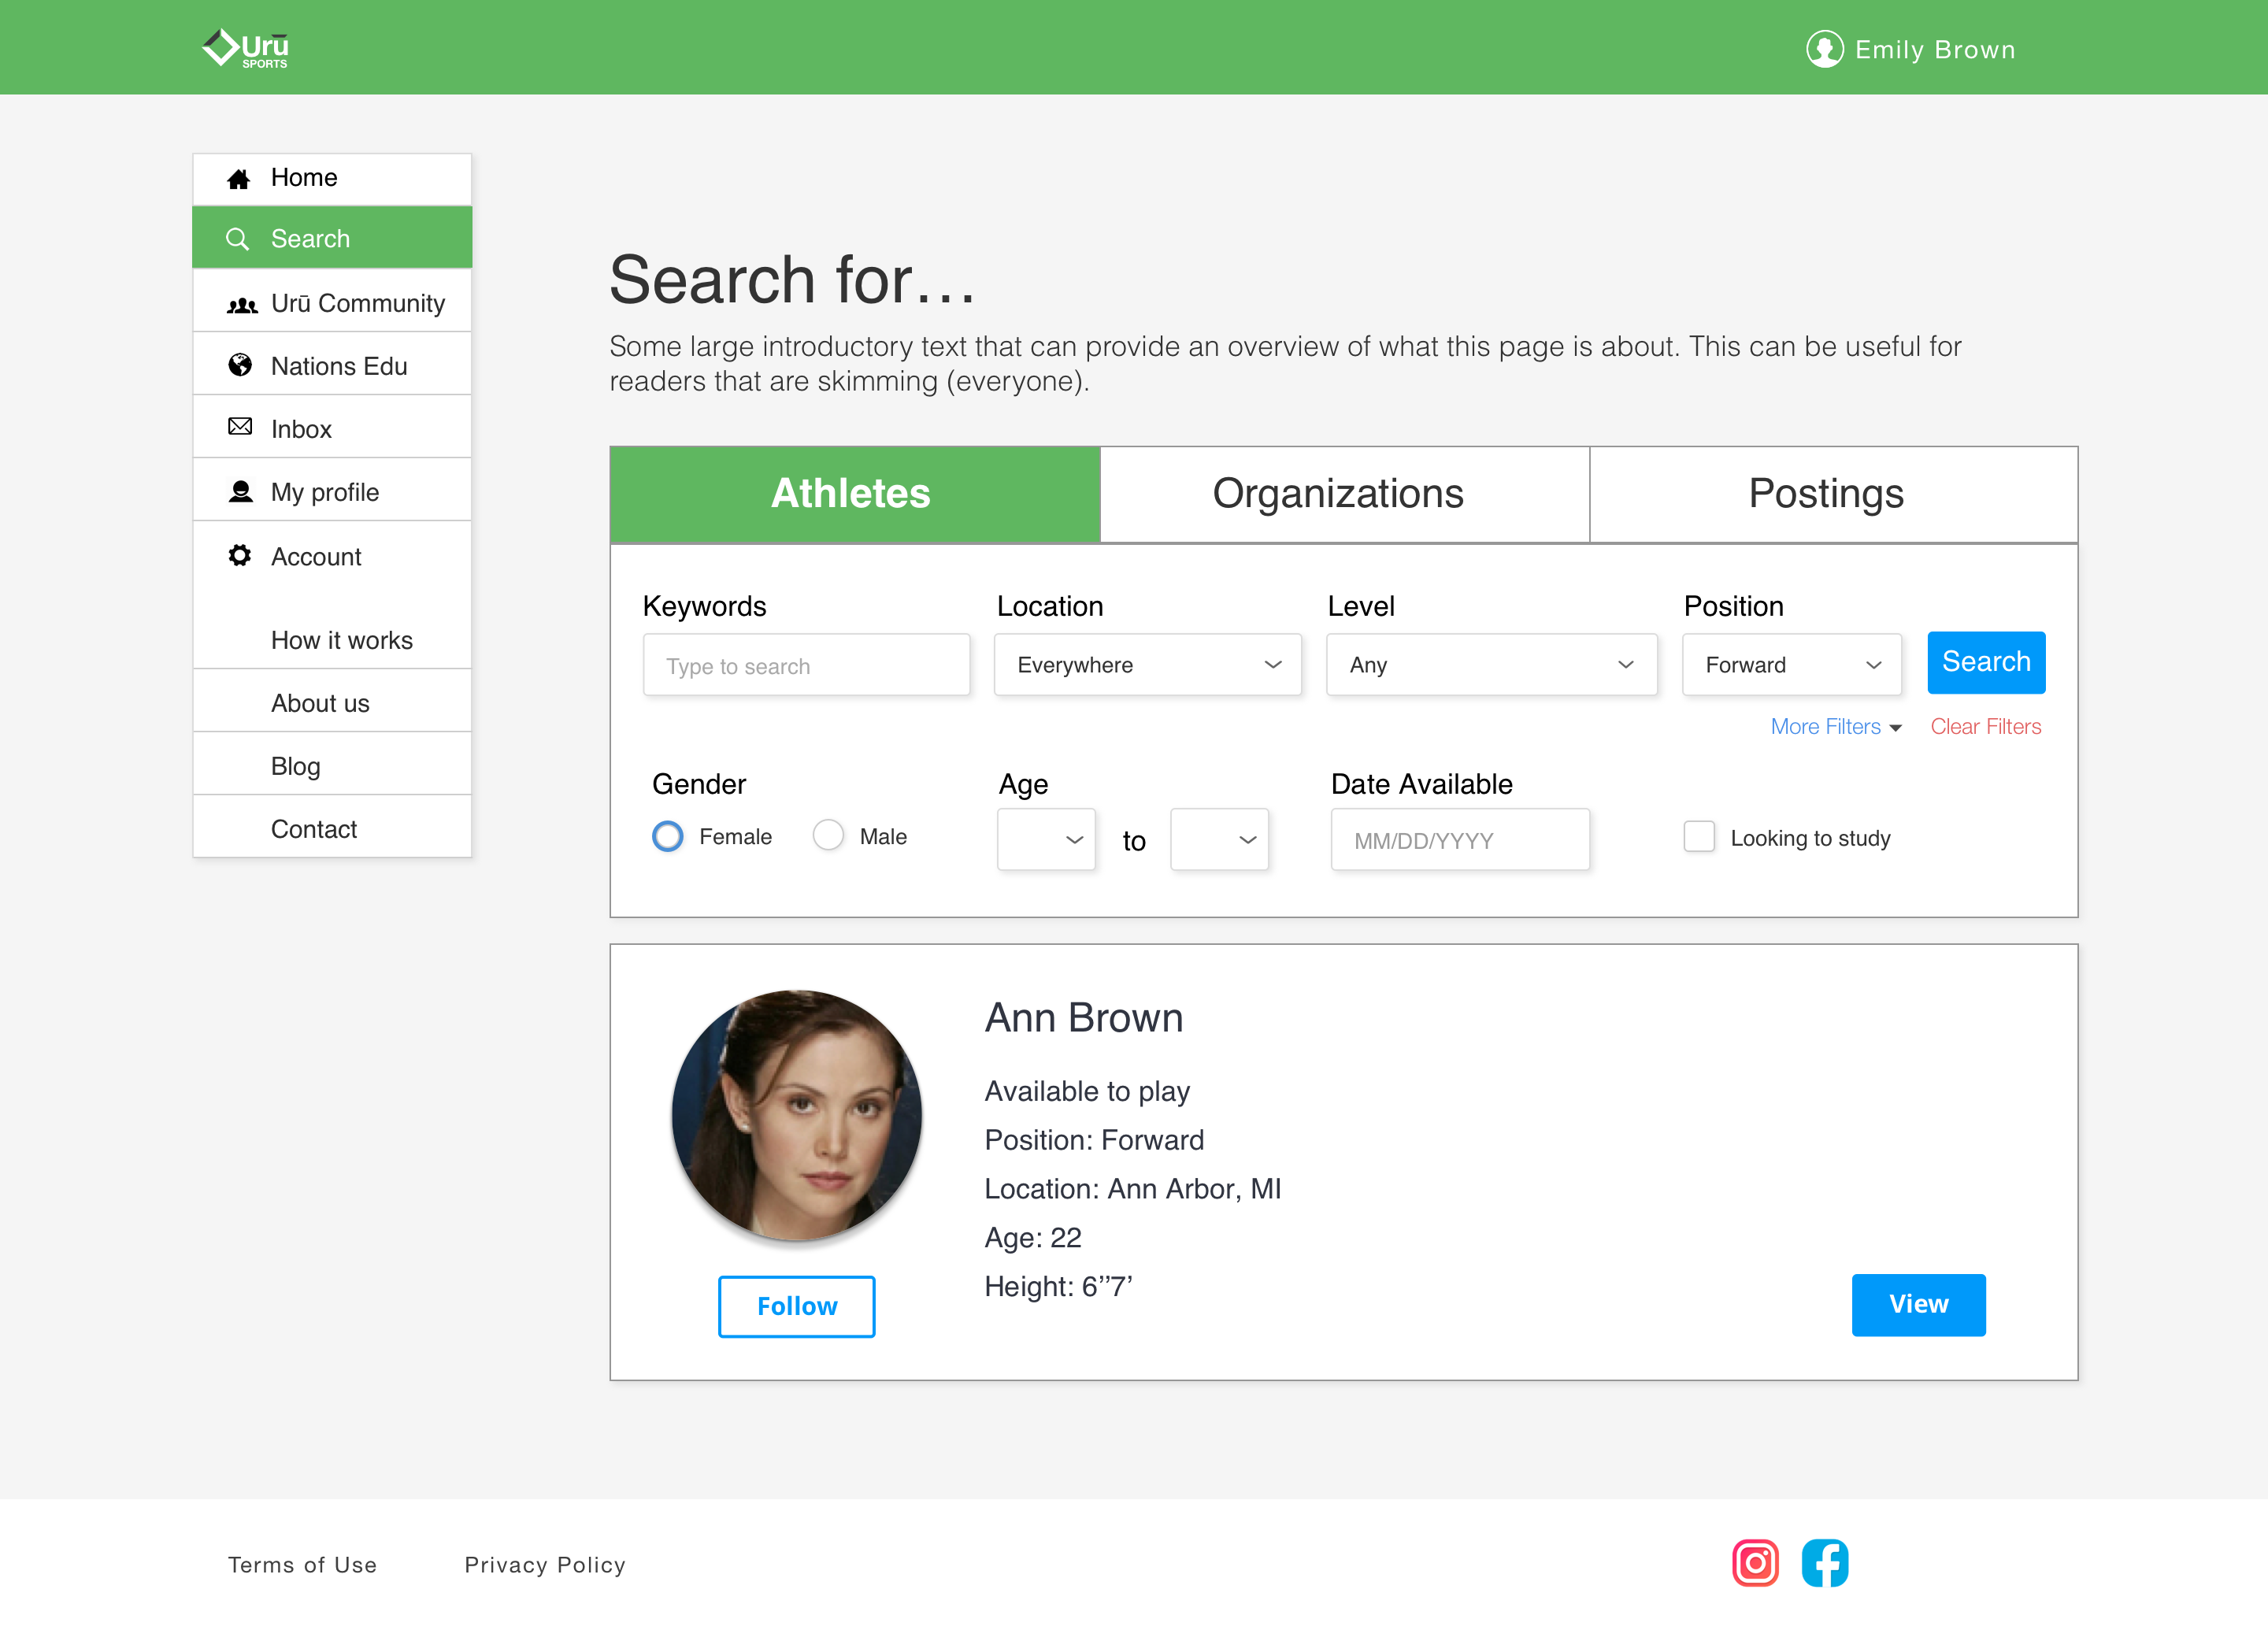 Urū
SPORTS
Emily Brown
Home
Search
Urū Community
Nations Edu
Inbox
My profile
Account
How it works
About us
Blog
Contact
Search for...
Some large introductory text that can provide an overview of what this page is about. This can be useful for
readers that are skimming (everyone).
Athletes
Organizations
Postings
Keywords
Location
Level
Position
Type to search
Everywhere
Any
Forward
Search
More Filters
Clear Filters
Gender
Age
Date Available
Female
Male
to
MM/DD/YYYY
Looking to study
Ann Brown
Available to play
Position: Forward
Location: Ann Arbor, MI
Age: 22
Height: 6’’7’
Follow
View
Terms of Use
Privacy Policy